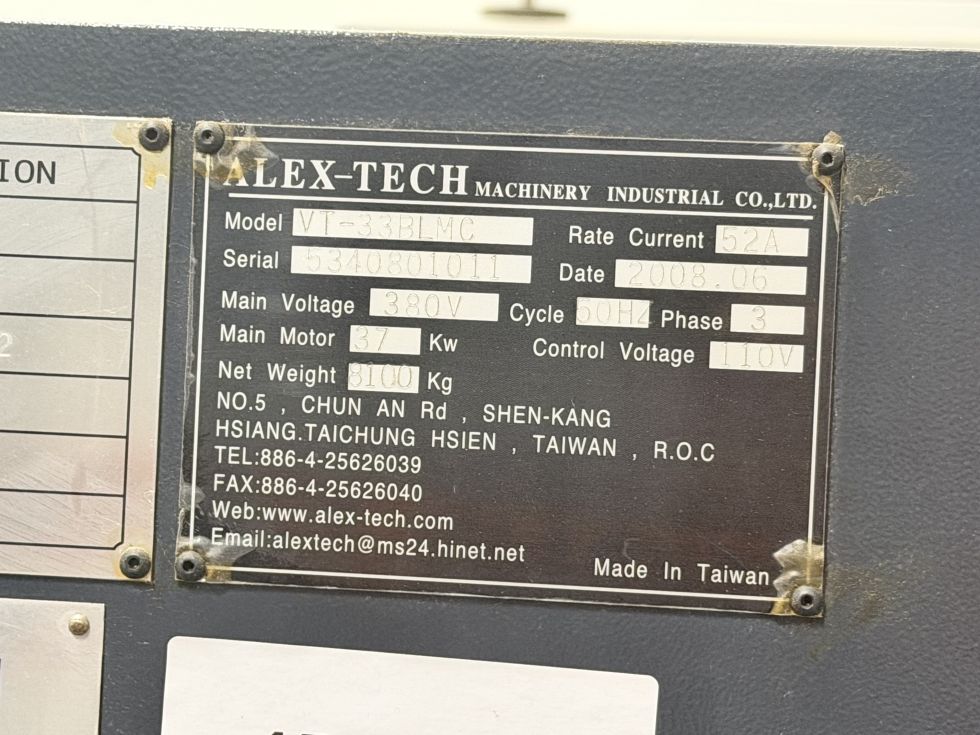 ION
2
ALEX-TECH MACHINERY INDUSTRIAL CO.,LTD.
Model VT-33BLMC Rate Current 52A
Serial 5340801011 Date 2008.06
Main Voltage 380V Cycle 50HZ Phase 3
Main Motor 37 Kw Control Voltage 110V
Net Weight 8100 Kg
NO.5 , CHUN AN Rd , SHEN-KANG
HSIANG.TAICHUNG HSIEN , TAIWAN , R.O.C
TEL:886-4-25626039
FAX:886-4-25626040
Web:www.alex-tech.com
Email:alextech@ms24.hinet.net
Made In Taiwan